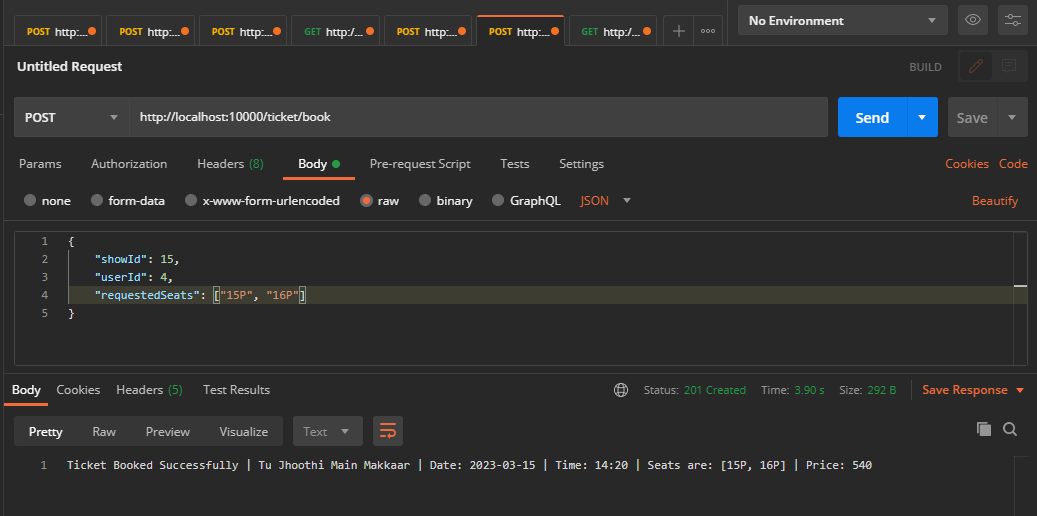 POST http:... POST http:... POST http:... GET http:/... POST http:... POST http:... GET http:/... No Environment
Untitled Request BUILD
POST http://localhost:10000/ticket/book Send Save
Params Authorization Headers (8) Body Pre-request Script Tests Settings Cookies Code
none form-data x-www-form-urlencoded raw binary GraphQL JSON Beautify
1 {
2 "showId": 15,
3 "userId": 4,
4 "requestedSeats": ["15P", "16P"]
5 }
Body Cookies Headers (5) Test Results Status: 201 Created Time: 3.90 s Size: 292 B Save Response
Pretty Raw Preview Visualize Text
1 Ticket Booked Successfully | Tu Jhoothi Main Makkaar | Date: 2023-03-15 | Time: 14:20 | Seats are: [15P, 16P] | Price: 540